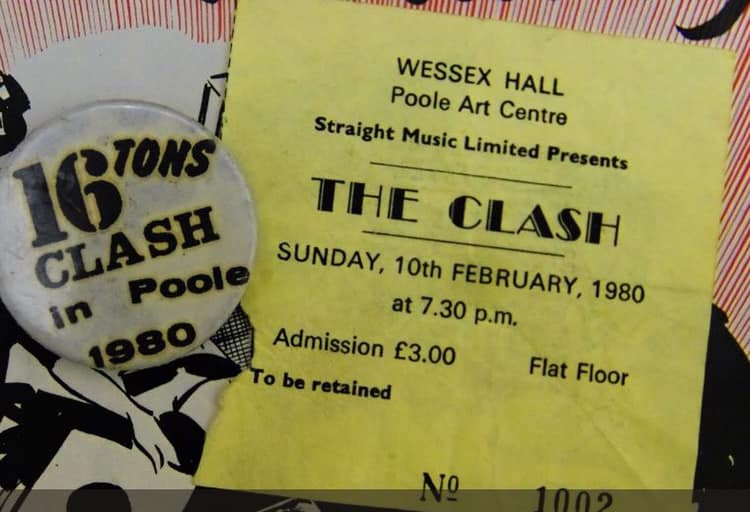 16 TONS
CLASH
in Poole
1980
WESSEX HALL
Poole Art Centre
Straight Music Limited Presents
THE CLASH
SUNDAY, 10th FEBRUARY, 1980
at 7.30 p.m.
Admission £3.00 Flat Floor
To be retained
Nº 1002